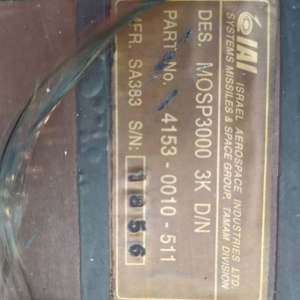 IAI ISRAEL AEROSPACE INDUSTRIES LTD.
SYSTEMS MISSILES & SPACE GROUP, TAMAM DIVISION
DES. MOSP3000 3K D/N
PART No. 4153-0010-511
MFR. SA383 S/N: 1856